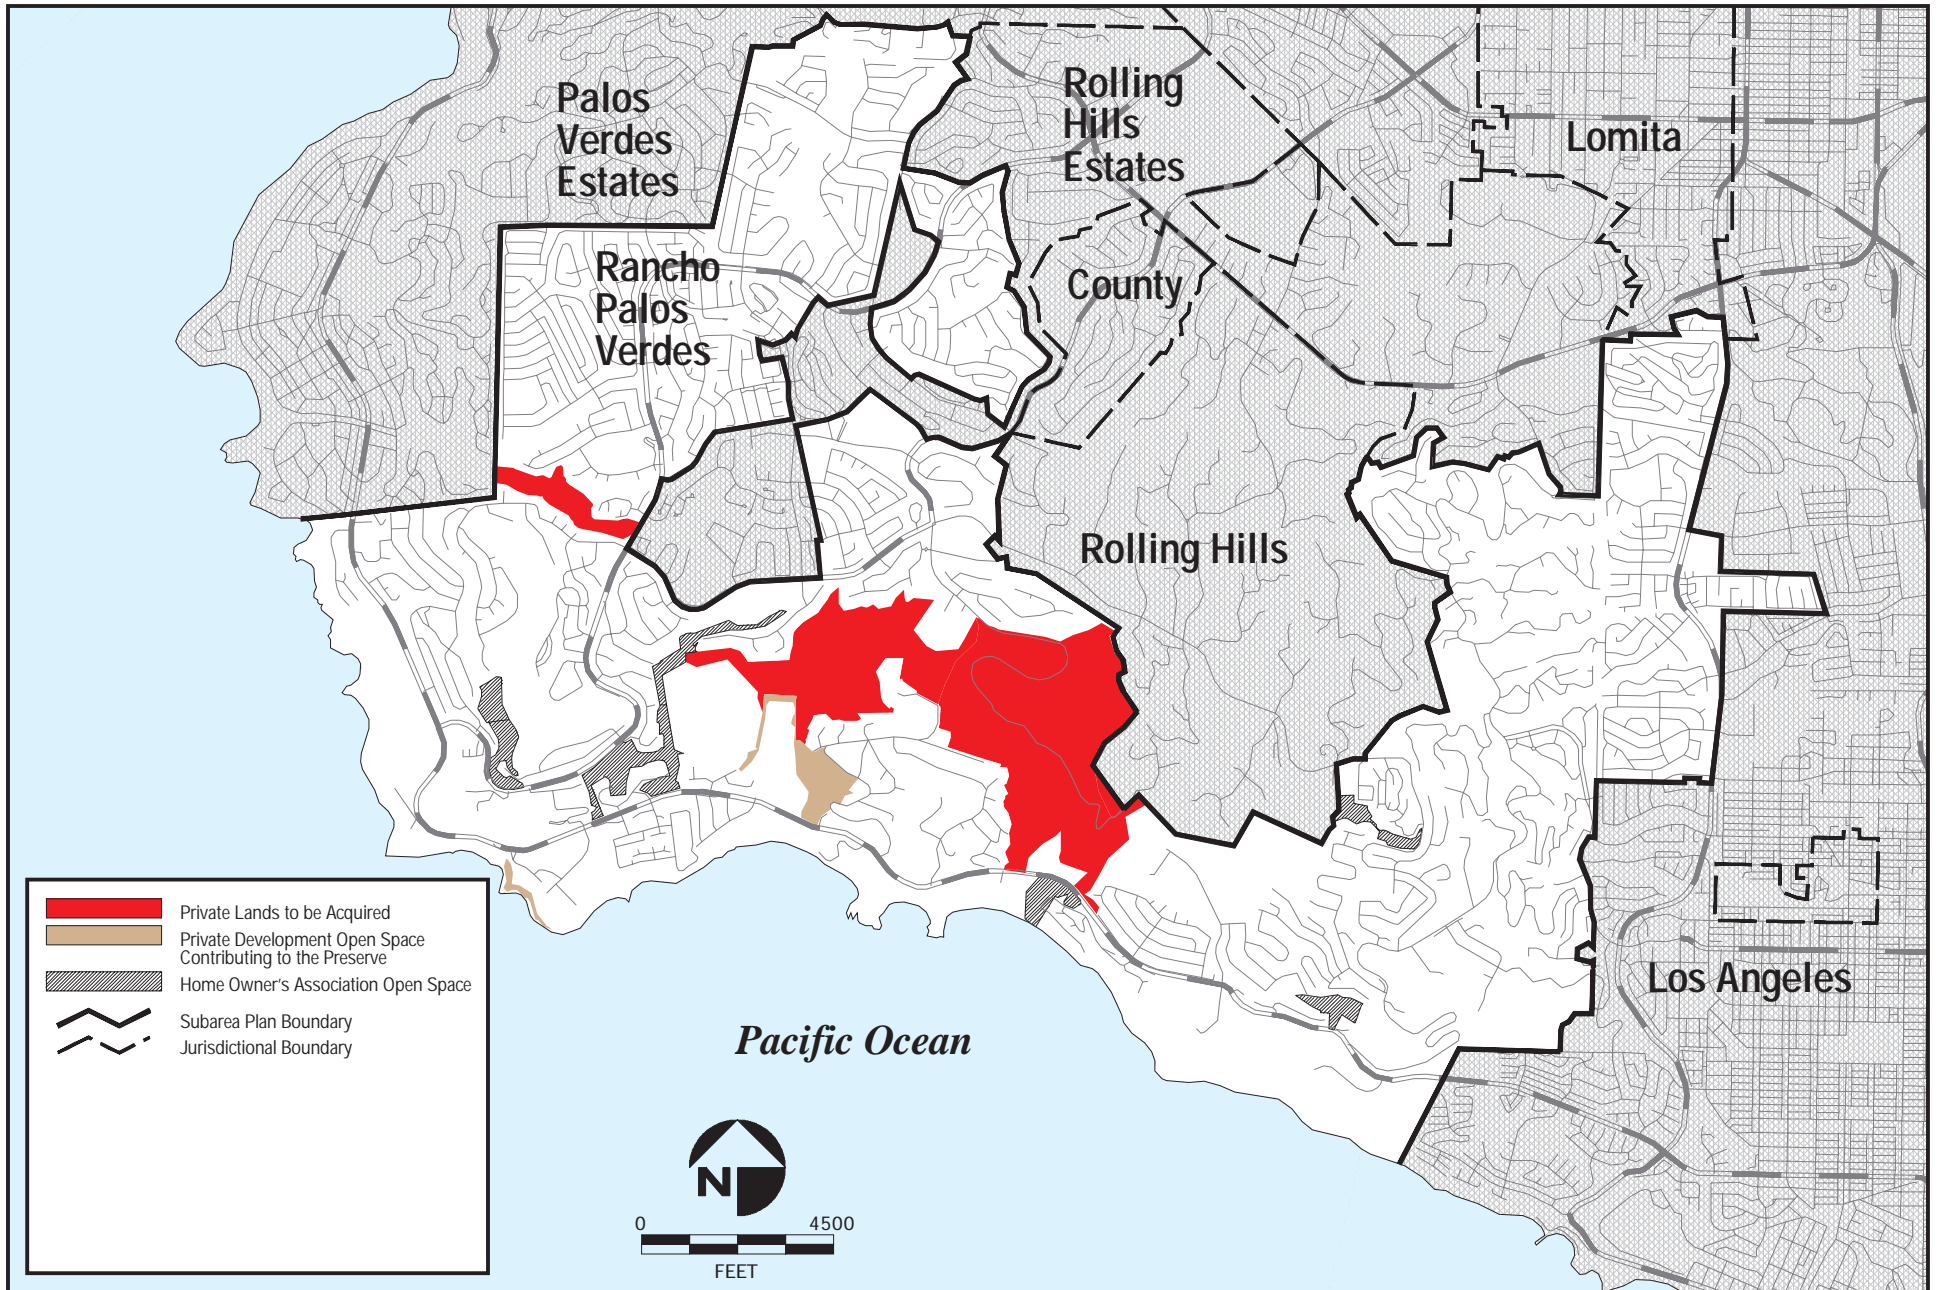 Palos
Verdes
Estates
Rolling
Hills
Estates
Lomita
Rancho
Palos
Verdes
County
Rolling Hills
Los Angeles
Pacific Ocean
Private Lands to be Acquired
Private Development Open Space
Contributing to the Preserve
Home Owner's Association Open Space
Subarea Plan Boundary
Jurisdictional Boundary
N
0 4500
FEET